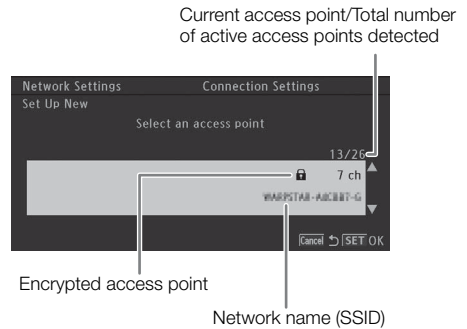 Current access point/Total number
of active access points detected
Network Settings Connection Settings
Set Up New
Select an access point
13/26
7 ch
Cancel SET OK
Encrypted access point
Network name (SSID)